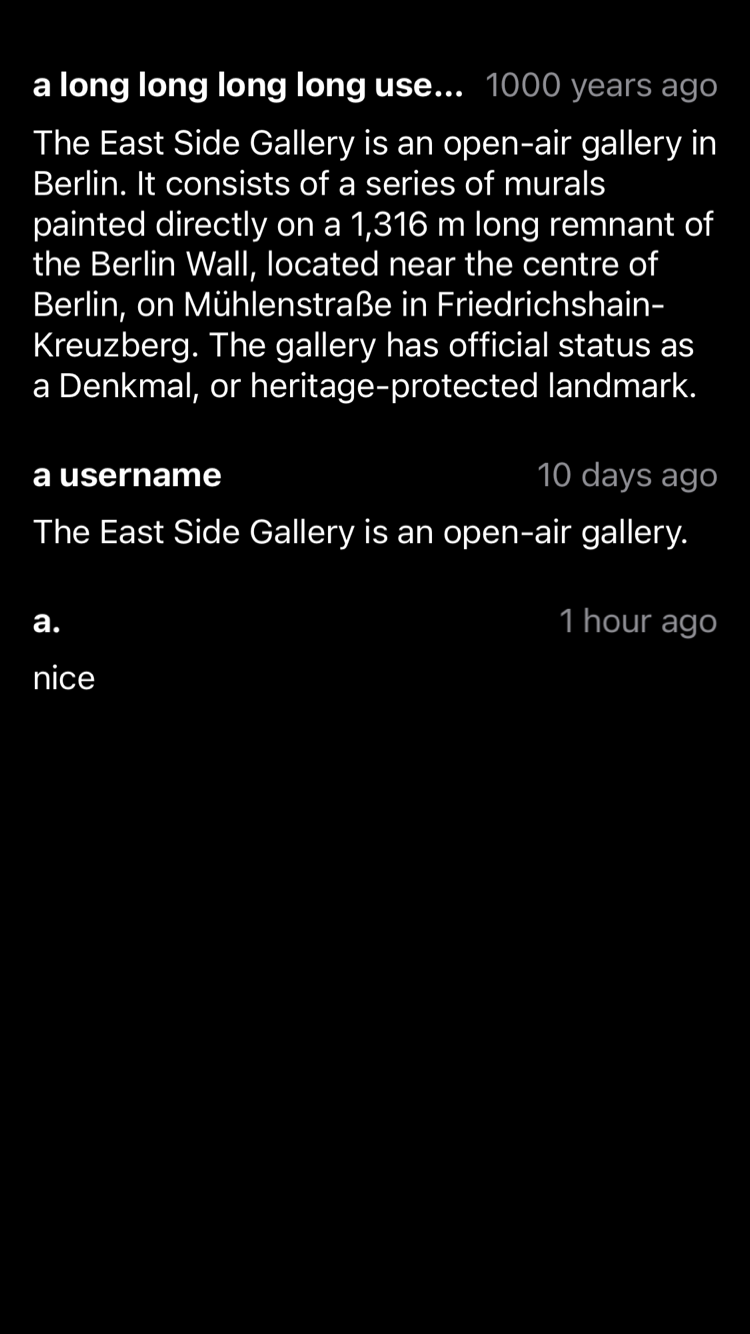 a long long long long use... 1000 years ago
The East Side Gallery is an open-air gallery in
Berlin. It consists of a series of murals
painted directly on a 1,316 m long remnant of
the Berlin Wall, located near the centre of
Berlin, on Mühlenstraße in Friedrichshain-
Kreuzberg. The gallery has official status as
a Denkmal, or heritage-protected landmark.
a username 10 days ago
The East Side Gallery is an open-air gallery.
a. 1 hour ago
nice